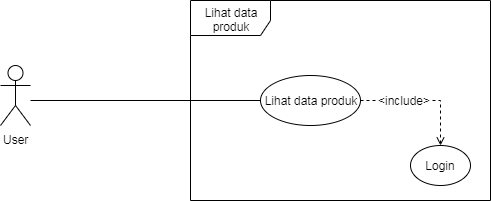 Lihat data
produk
Lihat data produk
<include>
User
Login